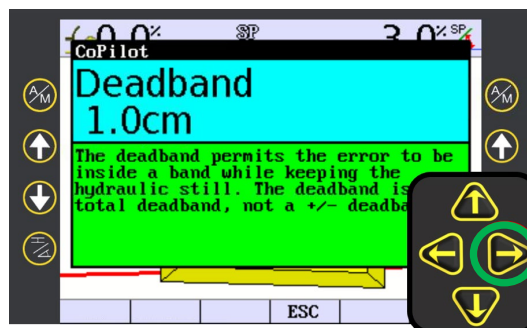 SP
SP
CoPilot
Deadband
1.0cm
The deadband permits the error to be
inside a band while keeping the
hydraulic still. The deadband is
total deadband, not a +/-
A/M
A/M
ESC